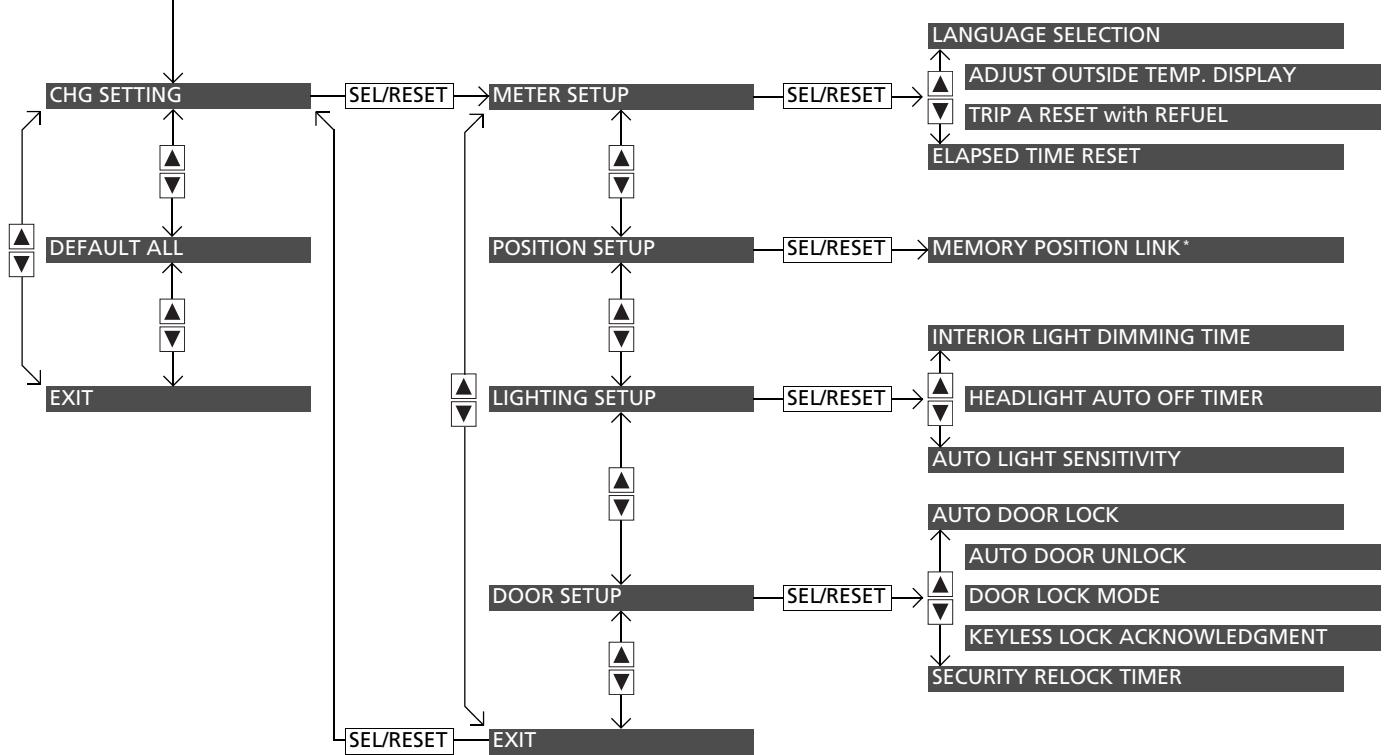 LANGUAGE SELECTION
ADJUST OUTSIDE TEMP. DISPLAY
CHG SETTING
SEL/RESET
METER SETUP
SEL/RESET
TRIP A RESET with REFUEL
ELAPSED TIME RESET
DEFAULT ALL
POSITION SETUP
SEL/RESET
MEMORY POSITION LINK*
INTERIOR LIGHT DIMMING TIME
EXIT
LIGHTING SETUP
SEL/RESET
HEADLIGHT AUTO OFF TIMER
AUTO LIGHT SENSITIVITY
AUTO DOOR LOCK
AUTO DOOR UNLOCK
DOOR SETUP
SEL/RESET
DOOR LOCK MODE
KEYLESS LOCK ACKNOWLEDGMENT
SECURITY RELOCK TIMER
SEL/RESET
EXIT